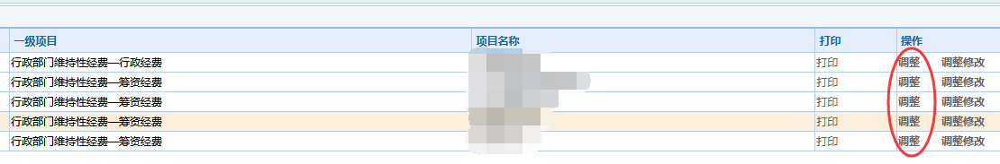 一级项目 项目名称 打印 操作
行政部门维持性经费—行政经费 打印 调整 调整修改
行政部门维持性经费—筹资经费 打印 调整 调整修改
行政部门维持性经费—筹资经费 打印 调整 调整修改
行政部门维持性经费—筹资经费 打印 调整 调整修改
行政部门维持性经费—筹资经费 打印 调整 调整修改